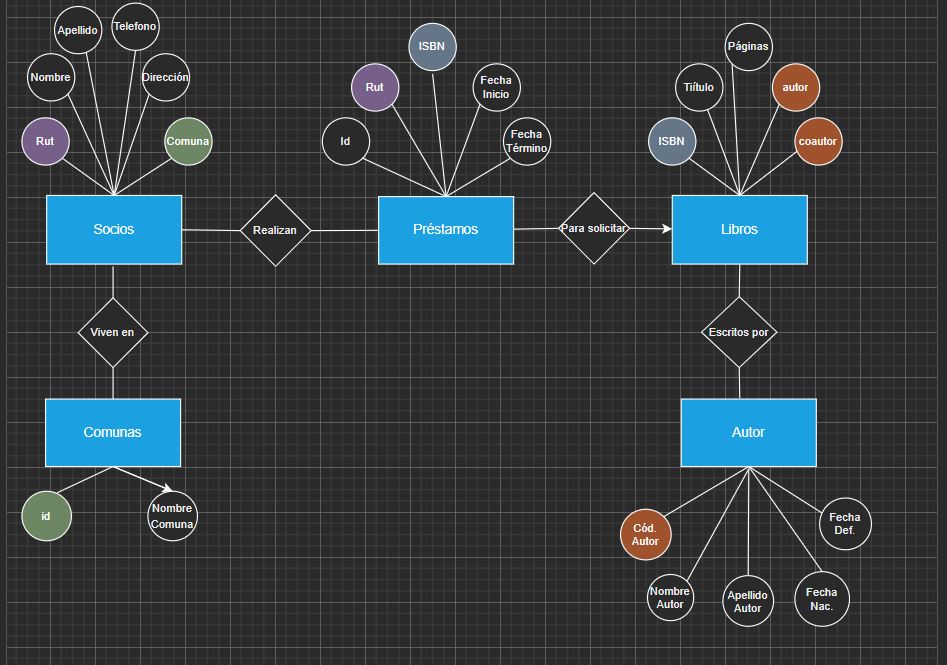 Apellido
Telefono
Nombre
Dirección
Rut
Comuna
ISBN
Rut
Fecha
Inicio
Id
Fecha
Término
Páginas
Tiítulo
autor
ISBN
coautor
Socios
Realizan
Préstamos
Para solicitar
Libros
Viven en
Escritos por
Comunas
Autor
id
Nombre
Comuna
Cód.
Autor
Fecha
Def.
Nombre
Autor
Apellido
Autor
Fecha
Nac.